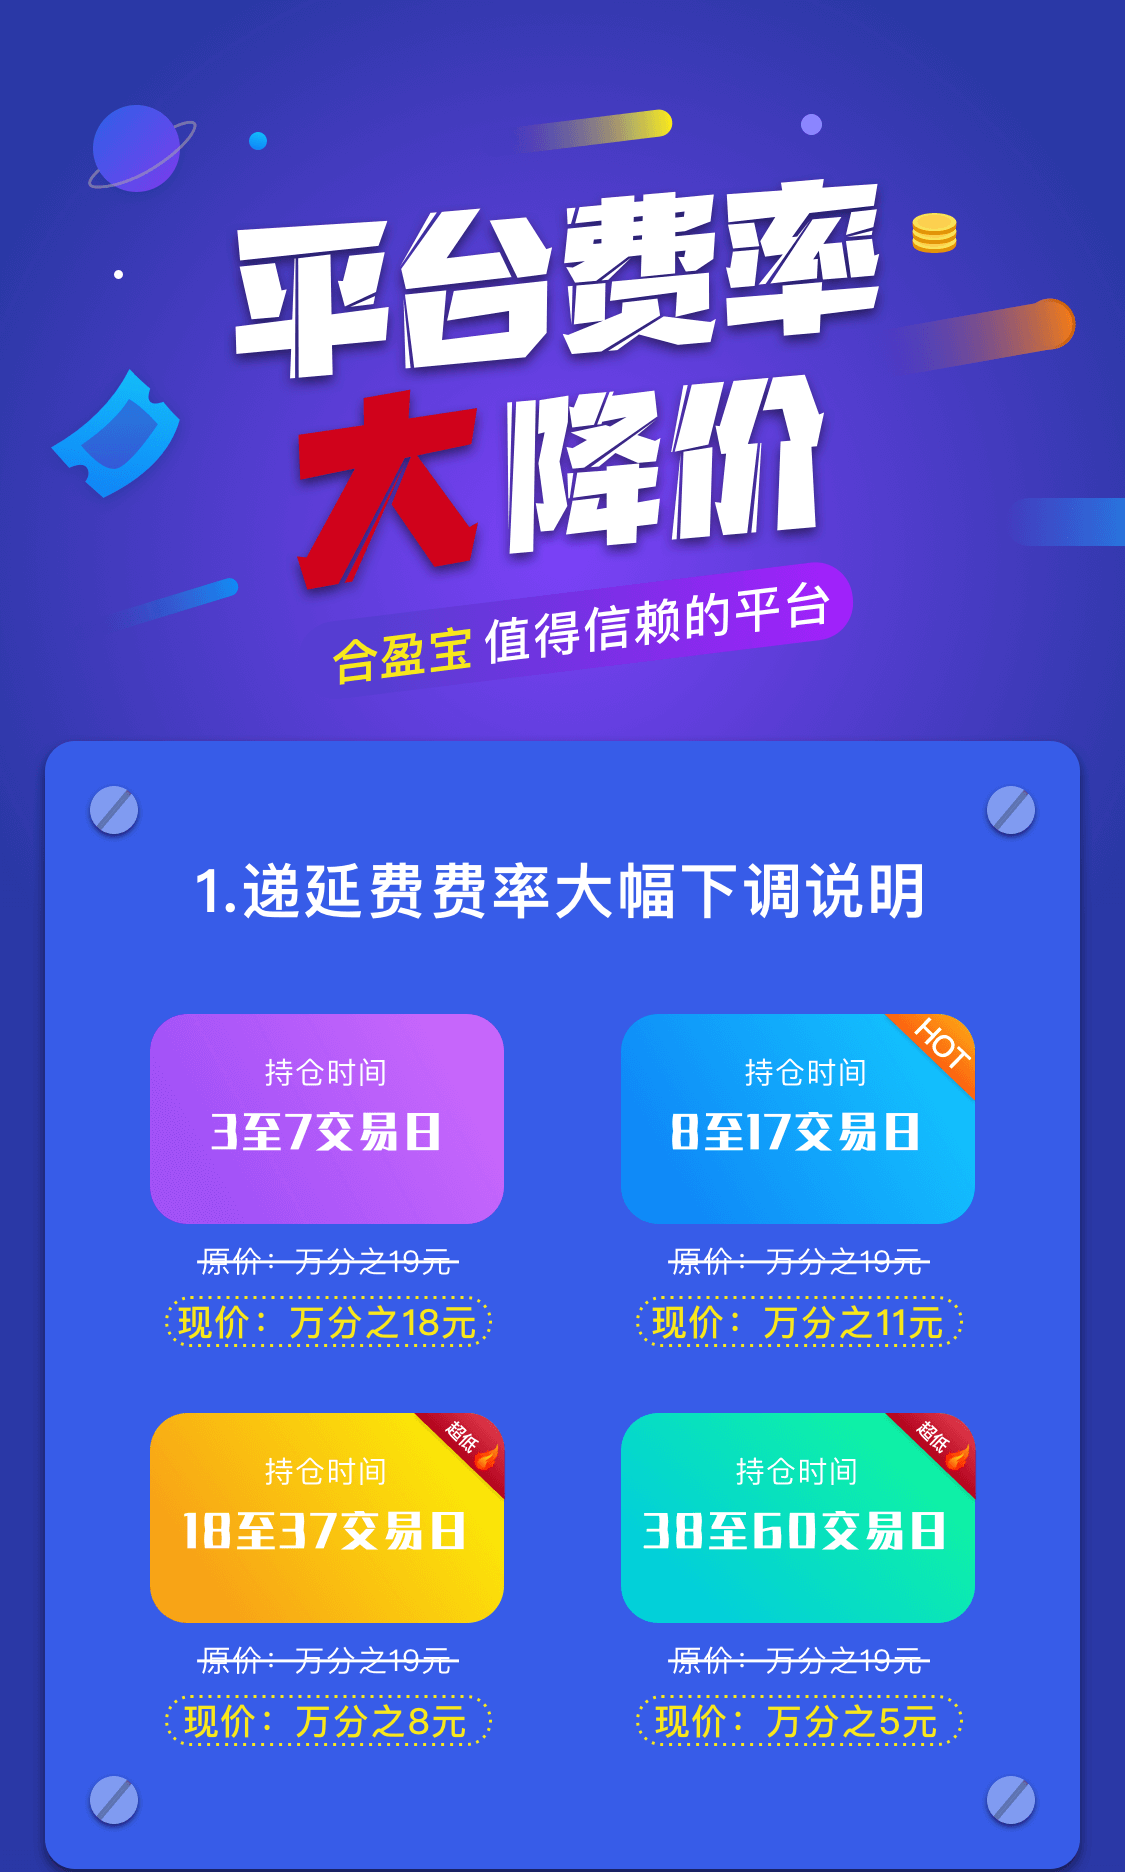 平台费率
大降价
合盈宝 值得信赖的平台
1.递延费费率大幅下调说明
持仓时间
3至7交易日
原价：万分之19元
现价：万分之18元
HOT
持仓时间
8至17交易日
原价：万分之19元
现价：万分之11元
超低
持仓时间
18至37交易日
原价：万分之19元
现价：万分之8元
超低
持仓时间
38至60交易日
原价：万分之19元
现价：万分之5元